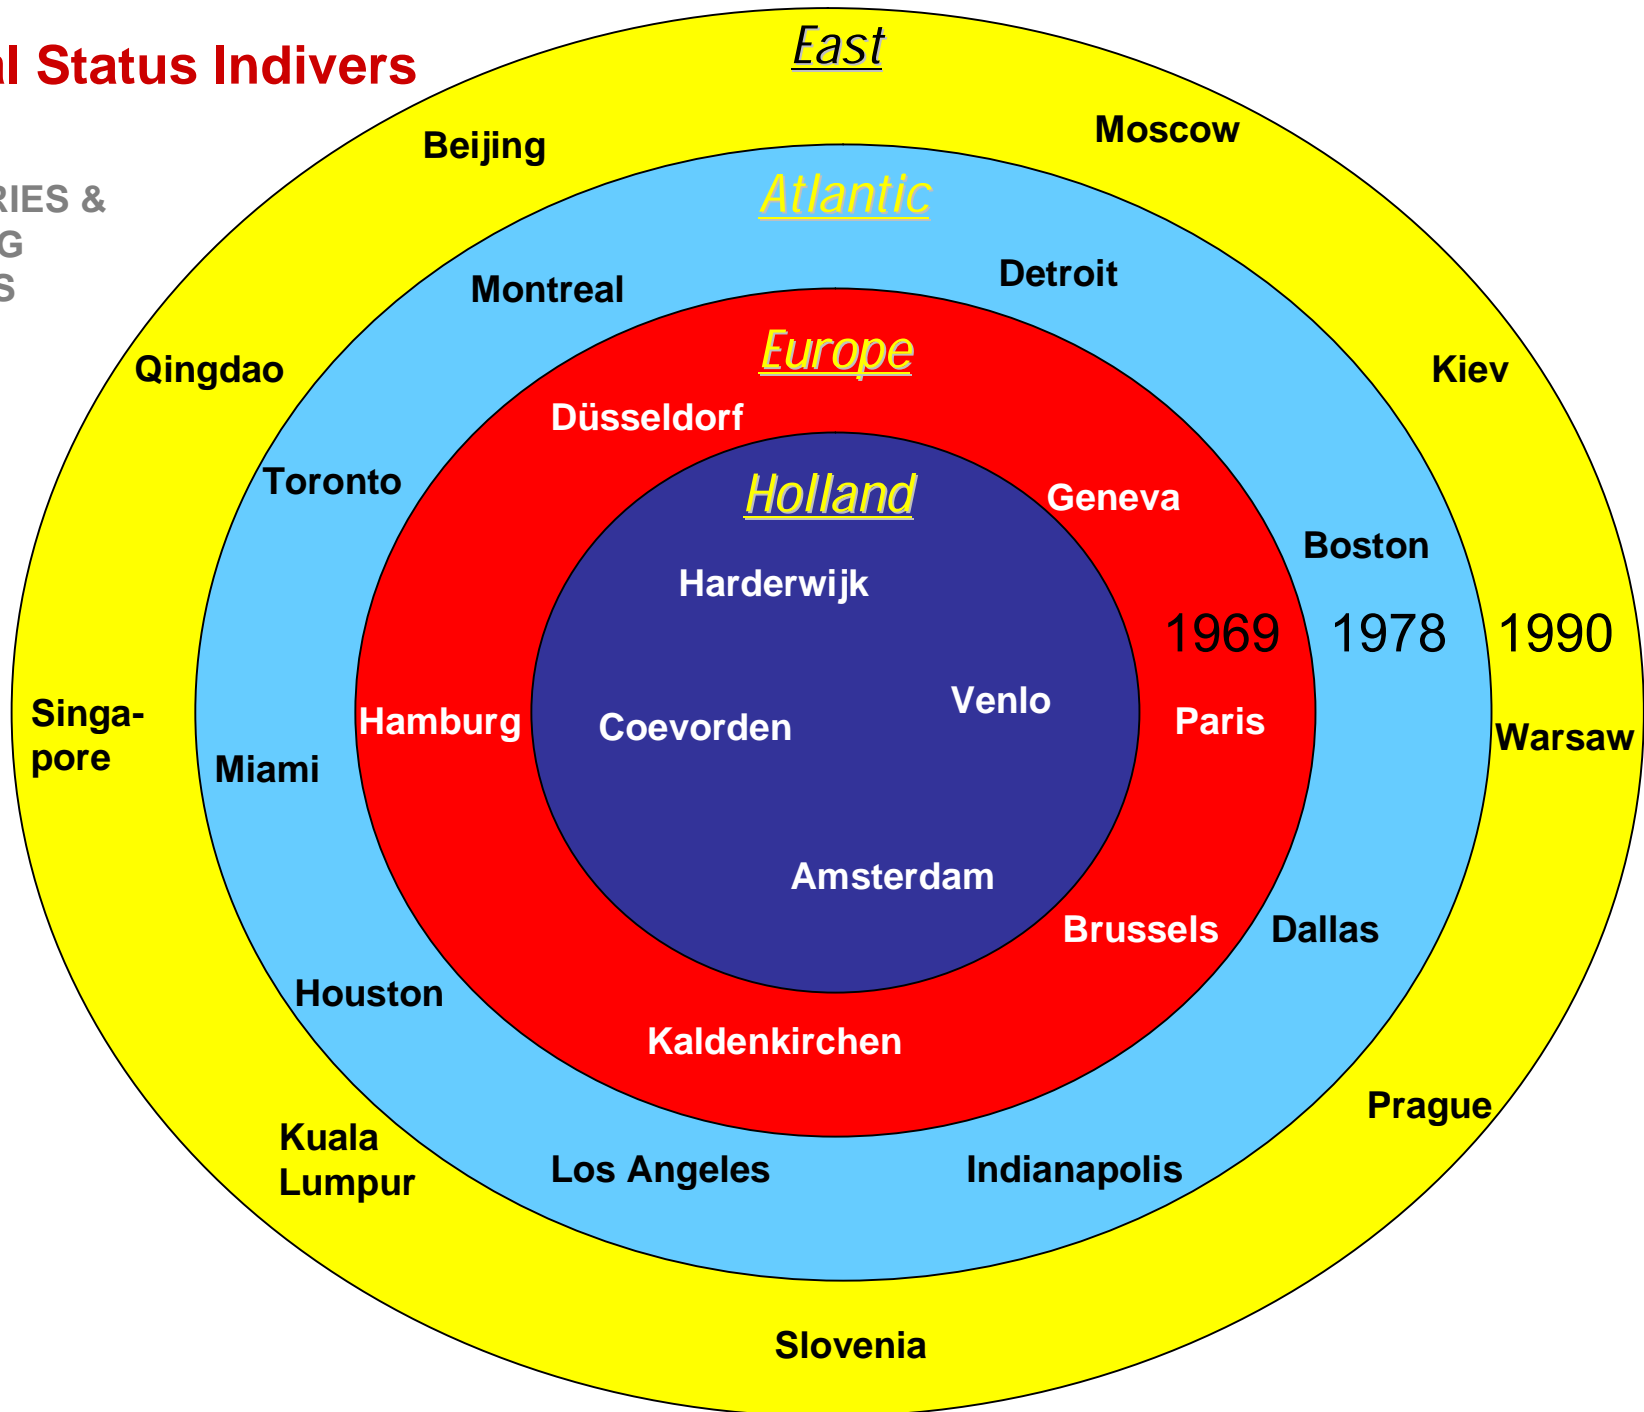 al Status Indivers
RIES &
G
S
East
Beijing
Moscow
Atlantic
Montreal
Detroit
Europe
Qingdao
Kiev
Düsseldorf
Toronto
Holland
Geneva
Boston
Harderwijk
1969
1978
1990
Singa-
pore
Hamburg
Coevorden
Venlo
Paris
Warsaw
Miami
Amsterdam
Brussels
Dallas
Houston
Kaldenkirchen
Prague
Kuala
Lumpur
Los Angeles
Indianapolis
Slovenia